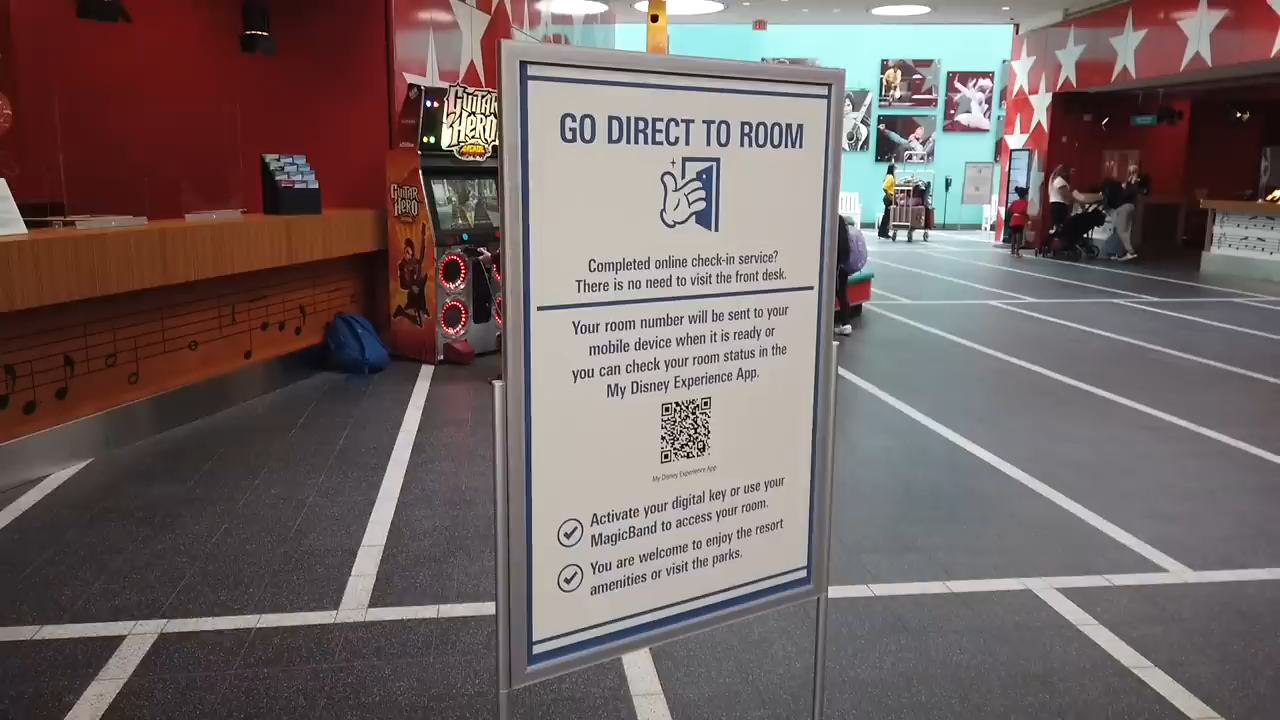 GO DIRECT TO ROOM
Completed online check-in service?
There is no need to visit the front desk.
Your room number will be sent to your
mobile device when it is ready or
you can check your room status in the
My Disney Experience App.
My Disney Experience App
Activate your digital key or use your
MagicBand to access your room.
You are welcome to enjoy the resort
amenities or visit the parks.
GUITAR
HERO
ARCADE
GUITAR
HERO